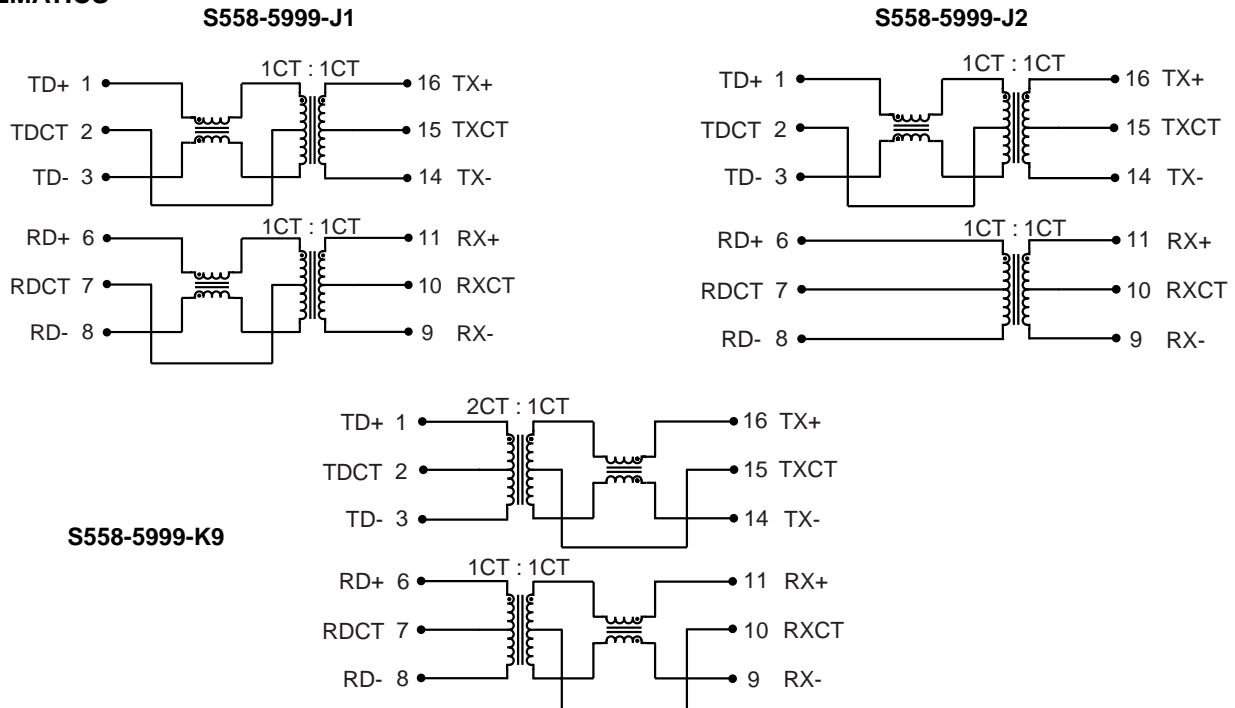 S558-5999-J1
1CT : 1CT
TD+ 1
16 TX+
TDCT 2
15 TXCT
TD- 3
14 TX-
1CT : 1CT
RD+ 6
11 RX+
RDCT 7
10 RXCT
RD- 8
9 RX-
S558-5999-J2
1CT : 1CT
TD+ 1
16 TX+
TDCT 2
15 TXCT
TD- 3
14 TX-
1CT : 1CT
RD+ 6
11 RX+
RDCT 7
10 RXCT
RD- 8
9 RX-
S558-5999-K9
2CT : 1CT
TD+ 1
16 TX+
TDCT 2
15 TXCT
TD- 3
14 TX-
1CT : 1CT
RD+ 6
11 RX+
RDCT 7
10 RXCT
RD- 8
9 RX-